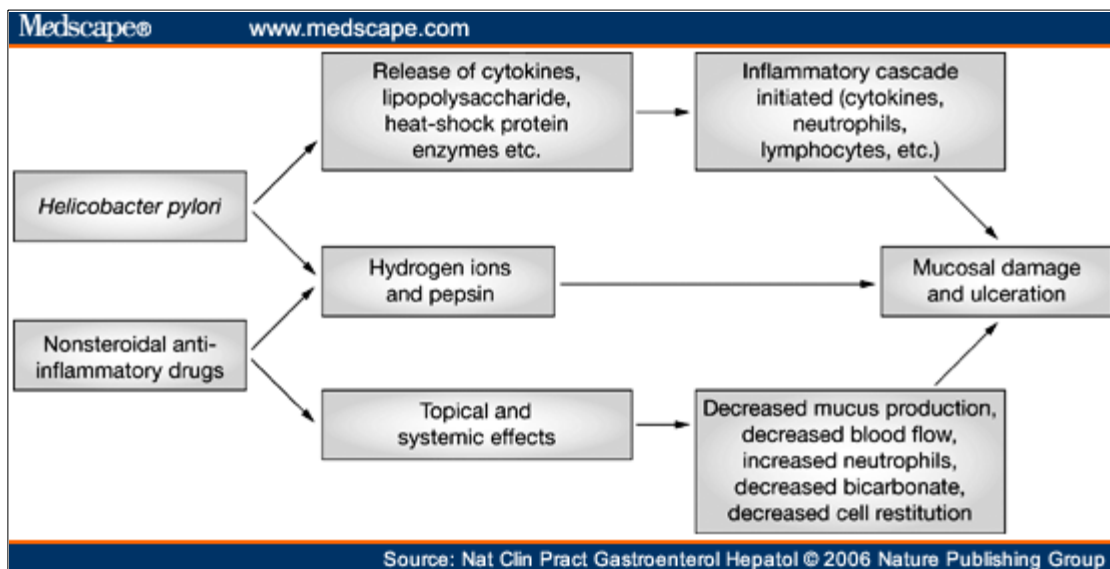 Medscape® www.medscape.com
Release of cytokines,
lipopolysaccharide,
heat-shock protein
enzymes etc.
Inflammatory cascade
initiated (cytokines,
neutrophils,
lymphocytes, etc.)
Helicobacter pylori
Hydrogen ions
and pepsin
Mucosal damage
and ulceration
Nonsteroidal anti-
inflammatory drugs
Topical and
systemic effects
Decreased mucus production,
decreased blood flow,
increased neutrophils,
decreased bicarbonate,
decreased cell restitution
Source: Nat Clin Pract Gastroenterol Hepatol © 2006 Nature Publishing Group